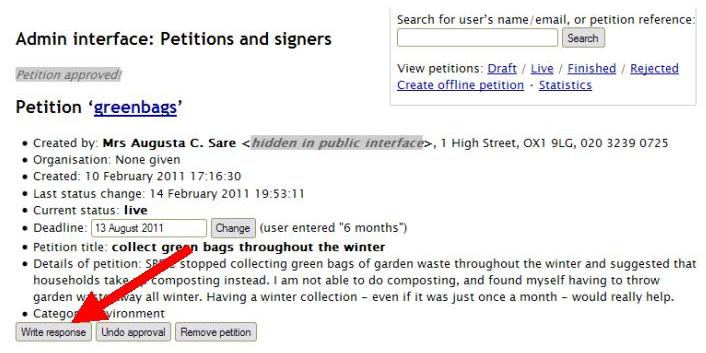 Search for user's name/email, or petition reference:
Search
Admin interface: Petitions and signers
Petition approved!
View petitions: Draft / Live / Finished / Rejected
Create offline petition · Statistics
Petition 'greenbags'
• Created by: Mrs Augusta C. Sare <hidden in public interface>, 1 High Street, OX1 9LG, 020 3239 0725
• Organisation: None given
• Created: 10 February 2011 17:16:30
• Last status change: 14 February 2011 19:53:11
• Current status: live
• Deadline: 13 August 2011 Change (user entered "6 months")
• Petition title: collect green bags throughout the winter
• Details of petition: stopped collecting green bags of garden waste throughout the winter and suggested that
households take composting instead. I am not able to do composting, and found myself having to throw
garden away all winter. Having a winter collection – even if it was just once a month – would really help.
• Environment
Write response Undo approval Remove petition